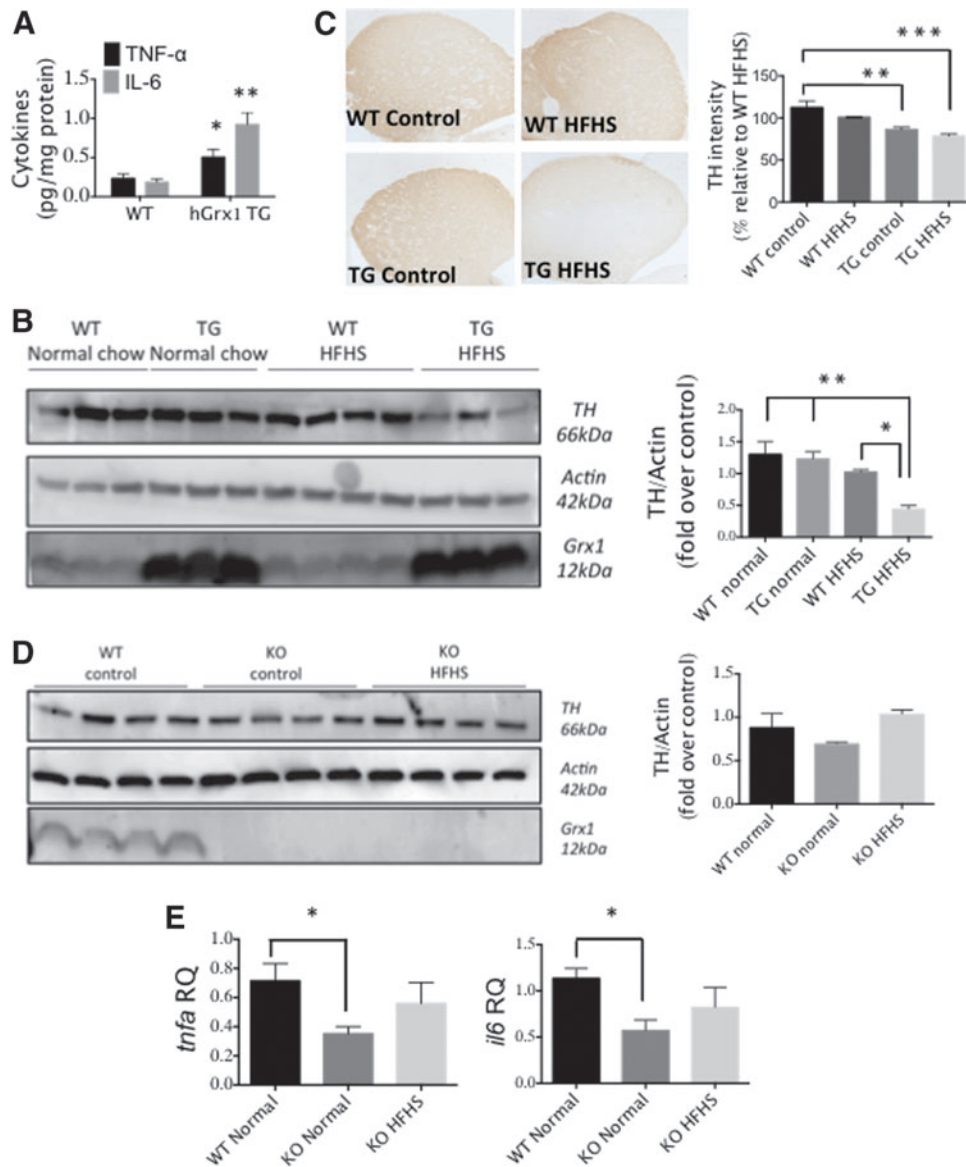 A
TNF-α
IL-6
Cytokines
(pg/mg protein)
1.5
1.0
0.5
0.0
*
**
WT
hGrx1 TG
C
WT Control
WT HFHS
TG Control
TG HFHS
TH intensity
(% relative to WT HFHS)
150
100
50
0
***
**
WT control
WT HFHS
TG control
TG HFHS
B
WT
Normal chow
TG
Normal chow
WT
HFHS
TG
HFHS
TH
66kDa
Actin
42kDa
Grx1
12kDa
TH/Actin
(fold over control)
2.0
1.5
1.0
0.5
0.0
**
*
WT normal
TG normal
WT HFHS
TG HFHS
D
WT
control
KO
control
KO
HFHS
TH
66kDa
Actin
42kDa
Grx1
12kDa
TH/Actin
(fold over control)
1.5
1.0
0.5
0.0
WT normal
KO normal
KO HFHS
E
tnfa RQ
1.0
0.8
0.6
0.4
0.2
0.0
*
WT Normal
KO Normal
KO HFHS
il6 RQ
1.5
1.0
0.5
0.0
*
WT Normal
KO Normal
KO HFHS